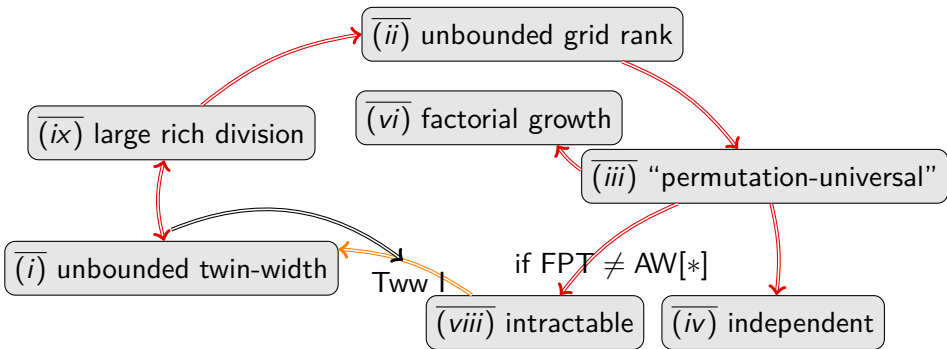 (ii) unbounded grid rank
(vi) factorial growth
(ix) large rich division
(iii) “permutation-universal”
(i) unbounded twin-width
if FPT ≠ AW[*]
Tww I
(viii) intractable
(iv) independent